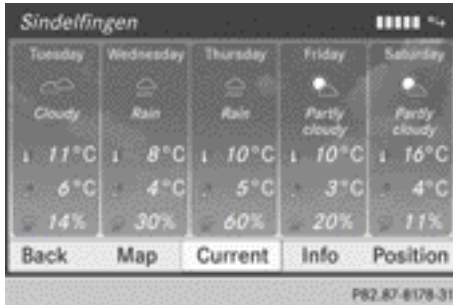 Sindelfingen
Tuesday Wednesday Thursday Friday Saturday
Cloudy Rain Rain Partly cloudy Partly cloudy
11°C 8°C 10°C 10°C 16°C
6°C 4°C 5°C 3°C 4°C
14% 30% 60% 20% 11%
Back Map Current Info Position
P82.87-8178-31